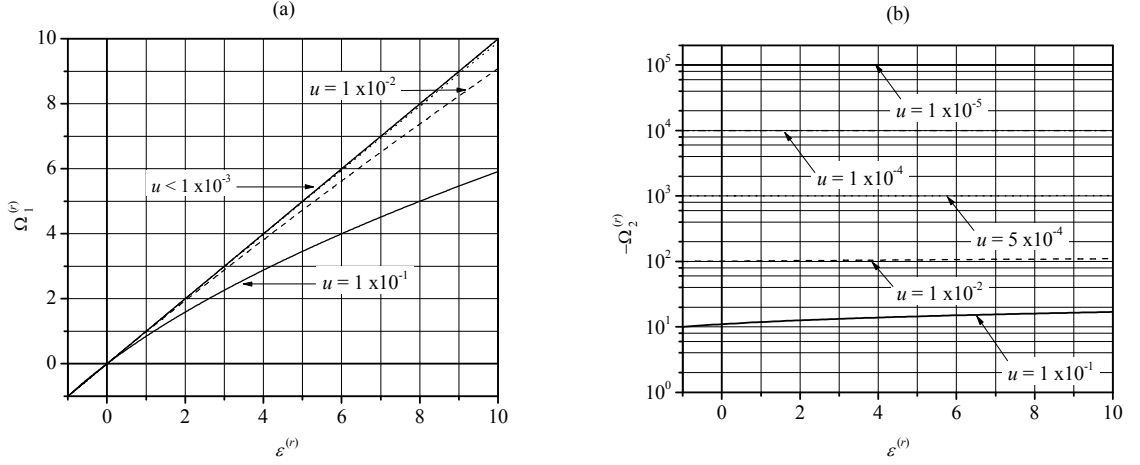 (a)
10
8
6
4
2
0
Ω₁⁽ʳ⁾
u = 1 x10⁻²
u < 1 x10⁻³
u = 1 x10⁻¹
0 2 4 6 8 10
ε⁽ʳ⁾
(b)
10⁵
10⁴
10³
10²
10¹
10⁰
−Ω₂⁽ʳ⁾
u = 1 x10⁻⁵
u = 1 x10⁻⁴
u = 5 x10⁻⁴
u = 1 x10⁻²
u = 1 x10⁻¹
0 2 4 6 8 10
ε⁽ʳ⁾